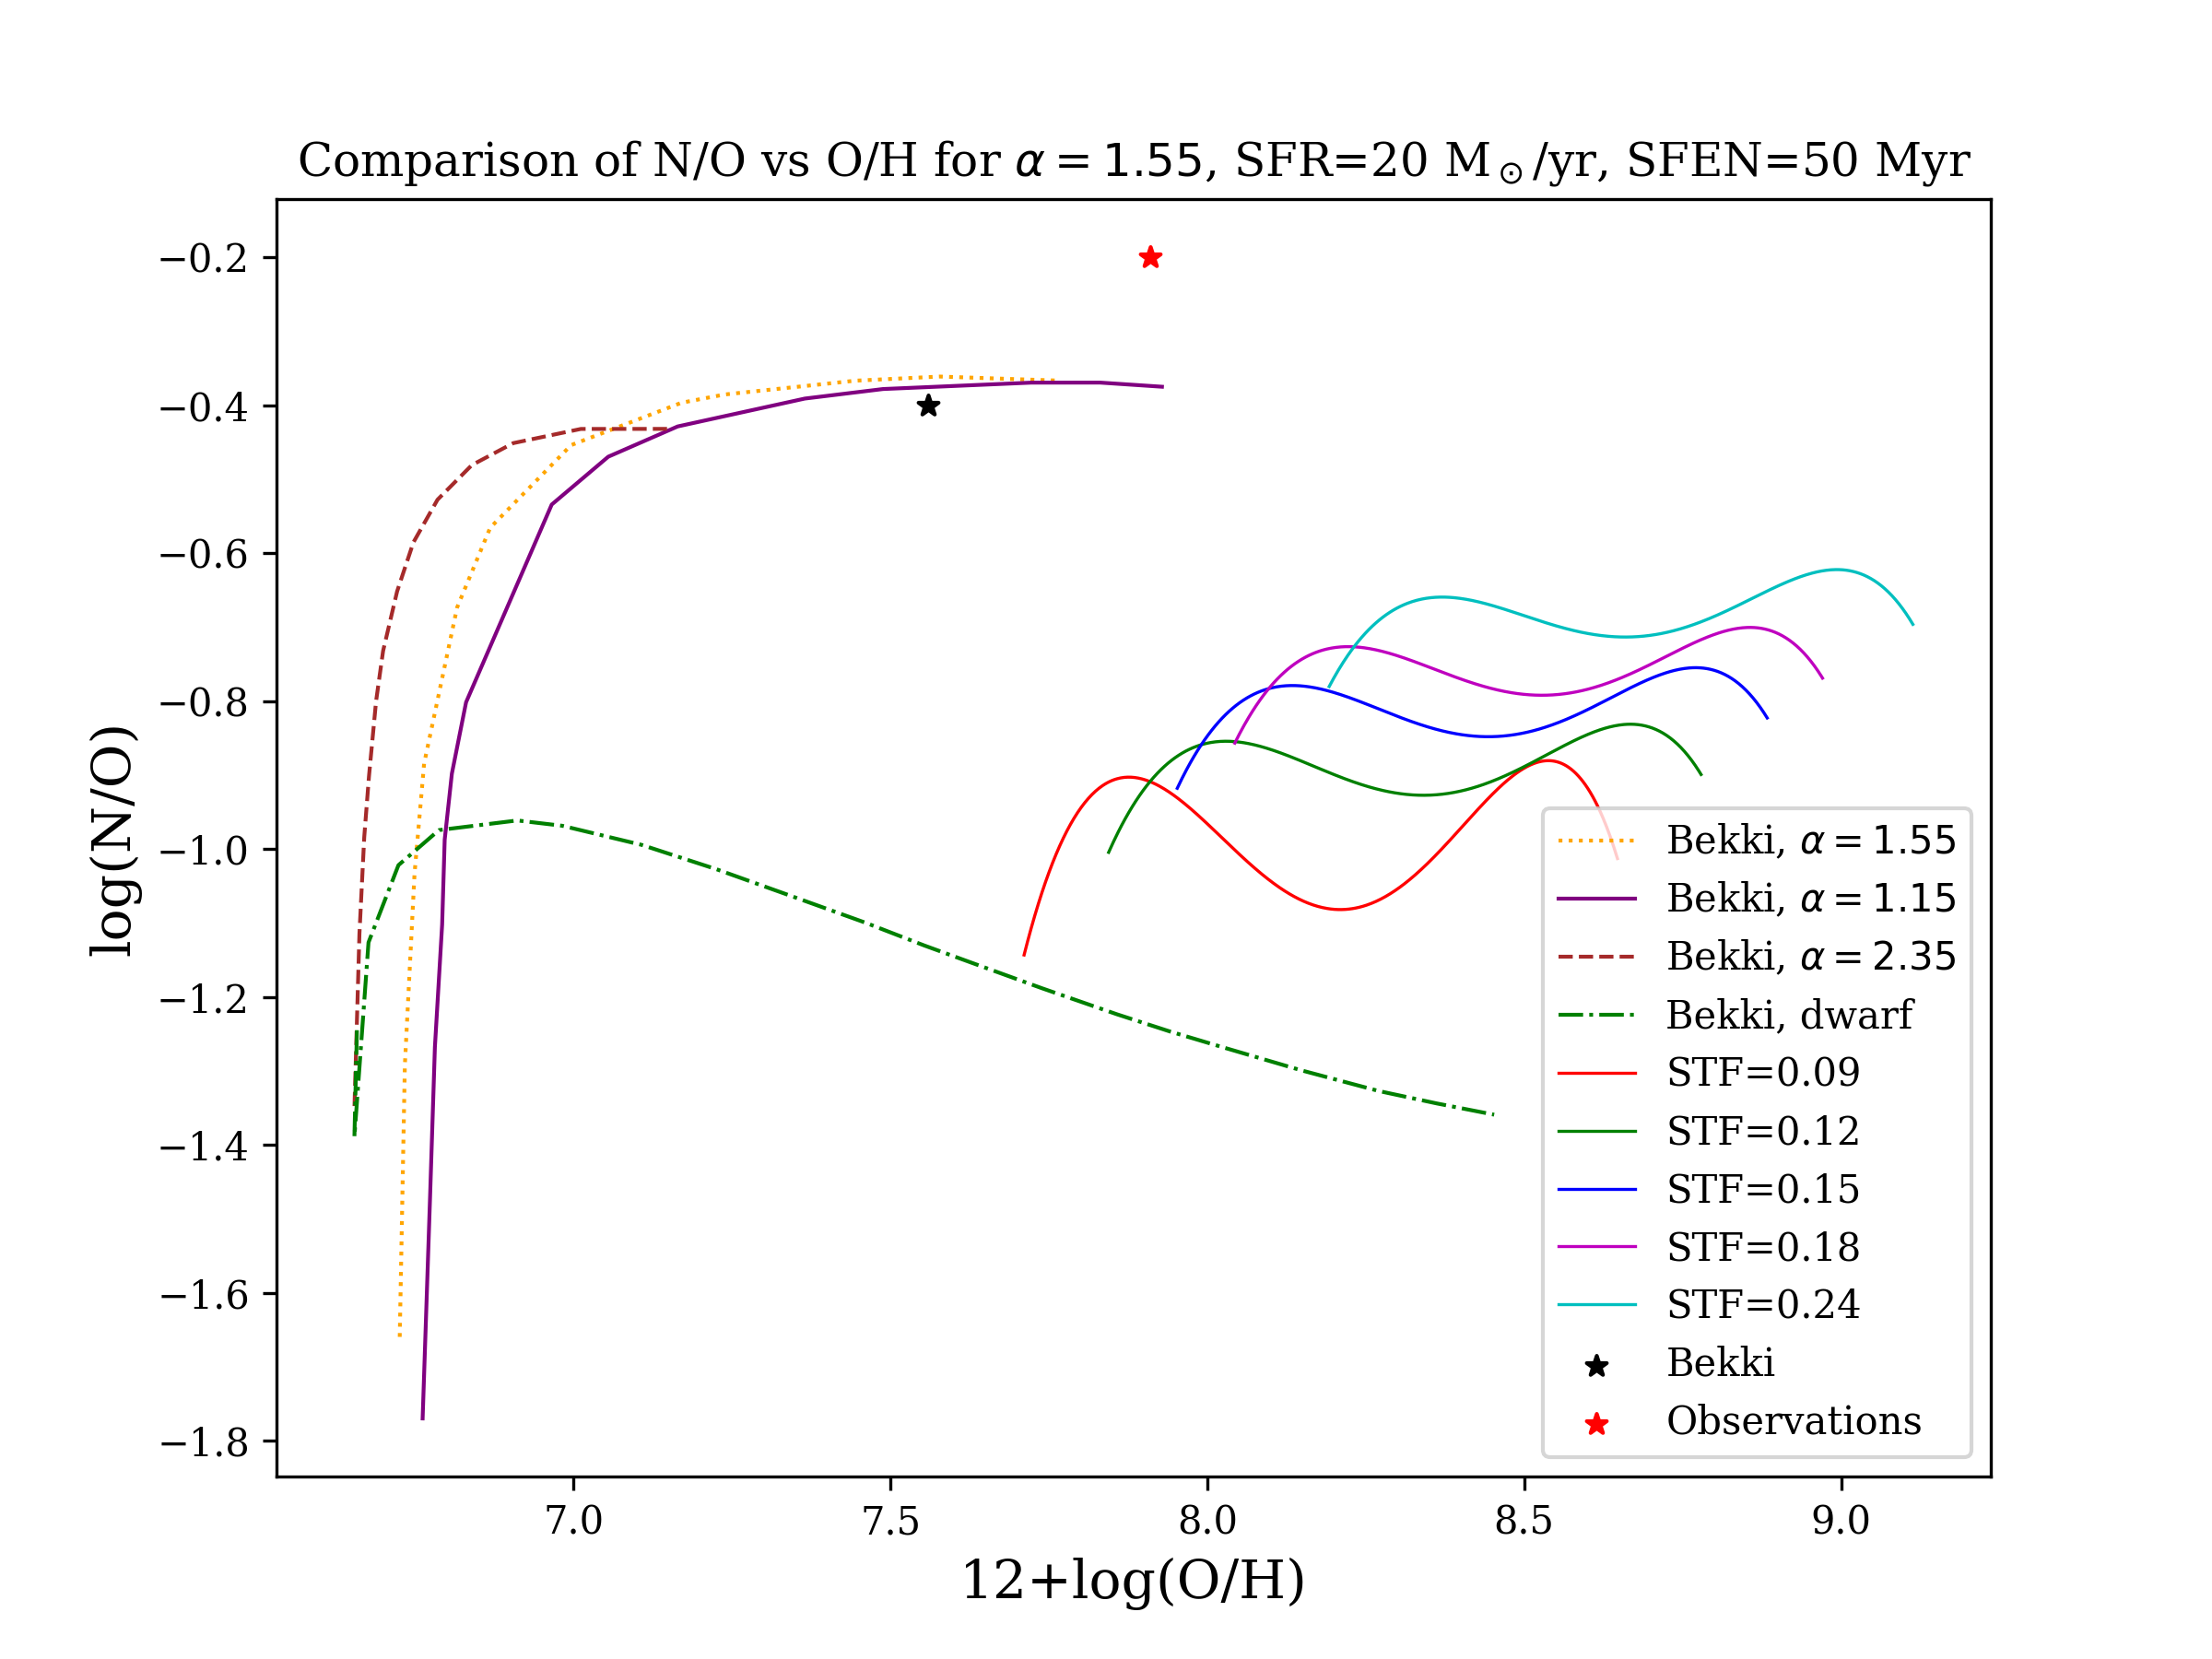 Comparison of N/O vs O/H for α = 1.55, SFR=20 M⊙/yr, SFEN=50 Myr
log(N/O)
−0.2
−0.4
−0.6
−0.8
−1.0
−1.2
−1.4
−1.6
−1.8
Bekki, α = 1.55
Bekki, α = 1.15
Bekki, α = 2.35
Bekki, dwarf
STF=0.09
STF=0.12
STF=0.15
STF=0.18
STF=0.24
Bekki
Observations
7.0 7.5 8.0 8.5 9.0
12+log(O/H)